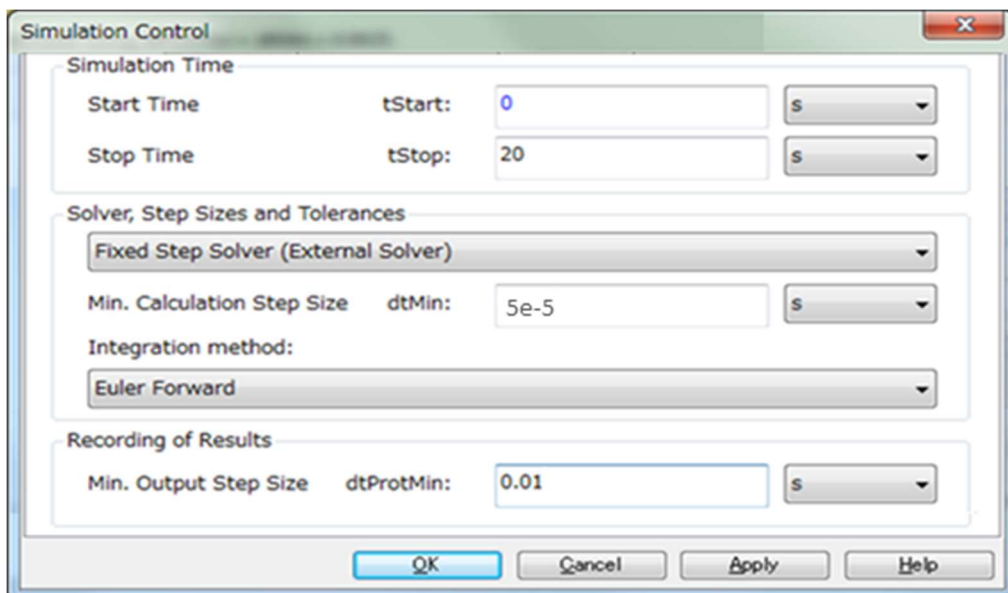 Simulation Control
Simulation Time
Start Time tStart: 0 s
Stop Time tStop: 20 s
Solver, Step Sizes and Tolerances
Fixed Step Solver (External Solver)
Min. Calculation Step Size dtMin: 5e-5 s
Integration method:
Euler Forward
Recording of Results
Min. Output Step Size dtProtMin: 0.01 s
OK Cancel Apply Help